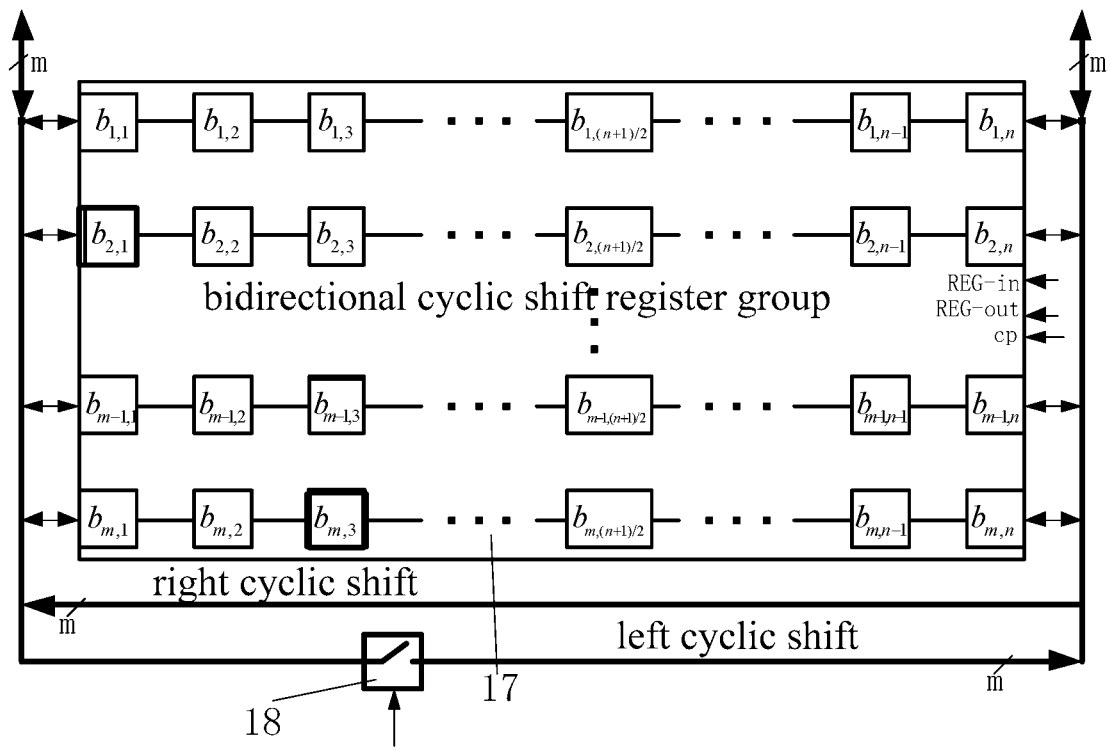 m m
b1,1 b1,2 b1,3 ··· b1,(n+1)/2 ··· b1,n−1 b1,n
b2,1 b2,2 b2,3 ··· b2,(n+1)/2 ··· b2,n−1 b2,n
REG-in
bidirectional cyclic shift register group
REG-out
cp
bm−1,1 bm−1,2 bm−1,3 ··· bm−1,(n+1)/2 ··· bm−1,n−1 bm−1,n
bm,1 bm,2 bm,3 ··· bm,(n+1)/2 ··· bm,n−1 bm,n
right cyclic shift
m
left cyclic shift
m
17
18